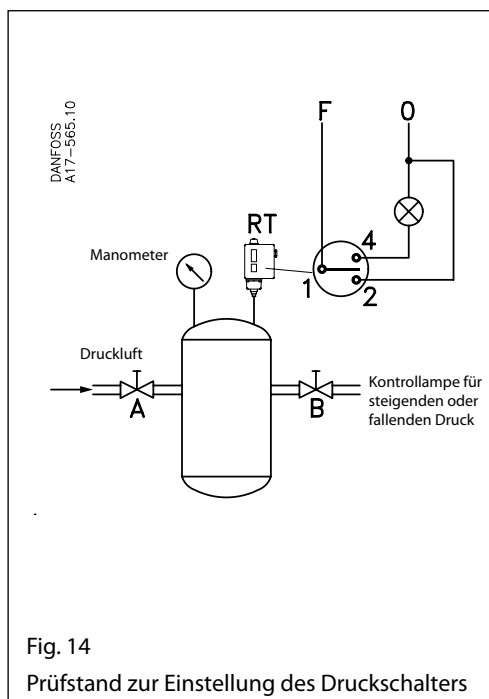 DANFOSS
A17-565.10
F
0
RT
4
Manometer
1
2
Druckluft
A
B
Kontrollampe für
steigenden oder
fallenden Druck
Fig. 14
Prüfstand zur Einstellung des Druckschalters